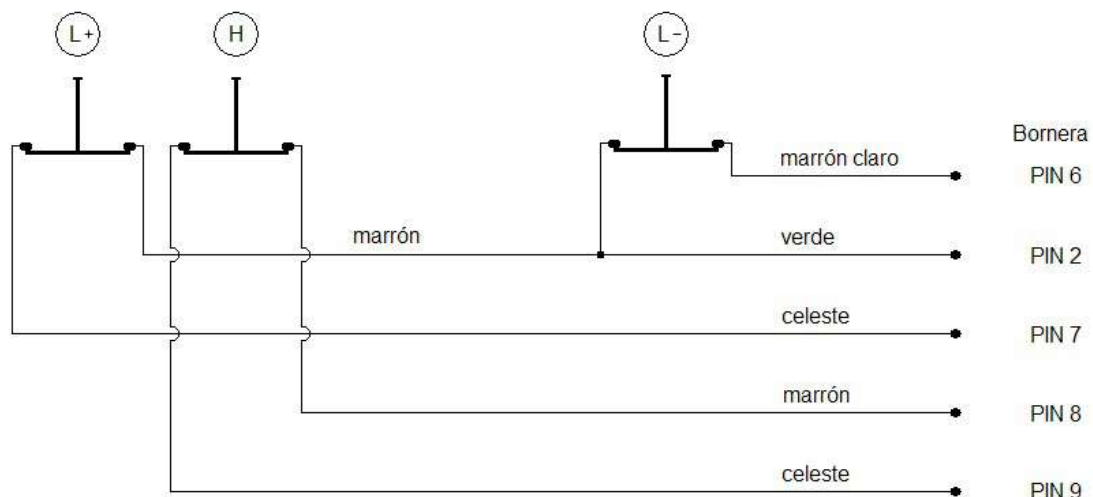 L+
H
L-
Bornera
marrón claro
PIN 6
marrón
verde
PIN 2
celeste
PIN 7
marrón
PIN 8
celeste
PIN 9